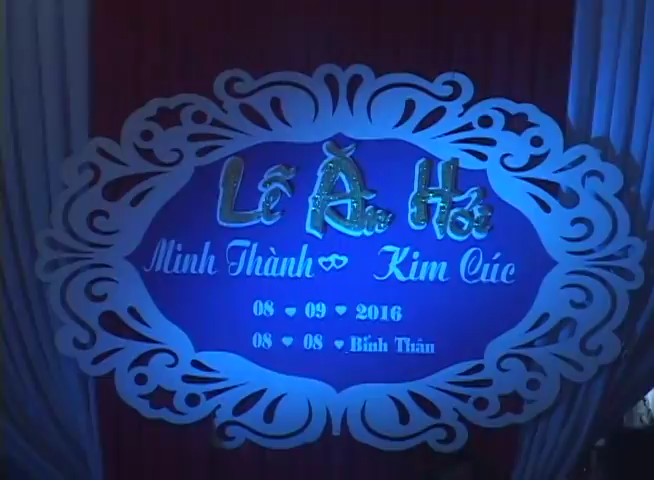 Lễ Ăn Hỏi
Minh Thành Kim Cúc
08 09 2016
08 08 Bính Thân